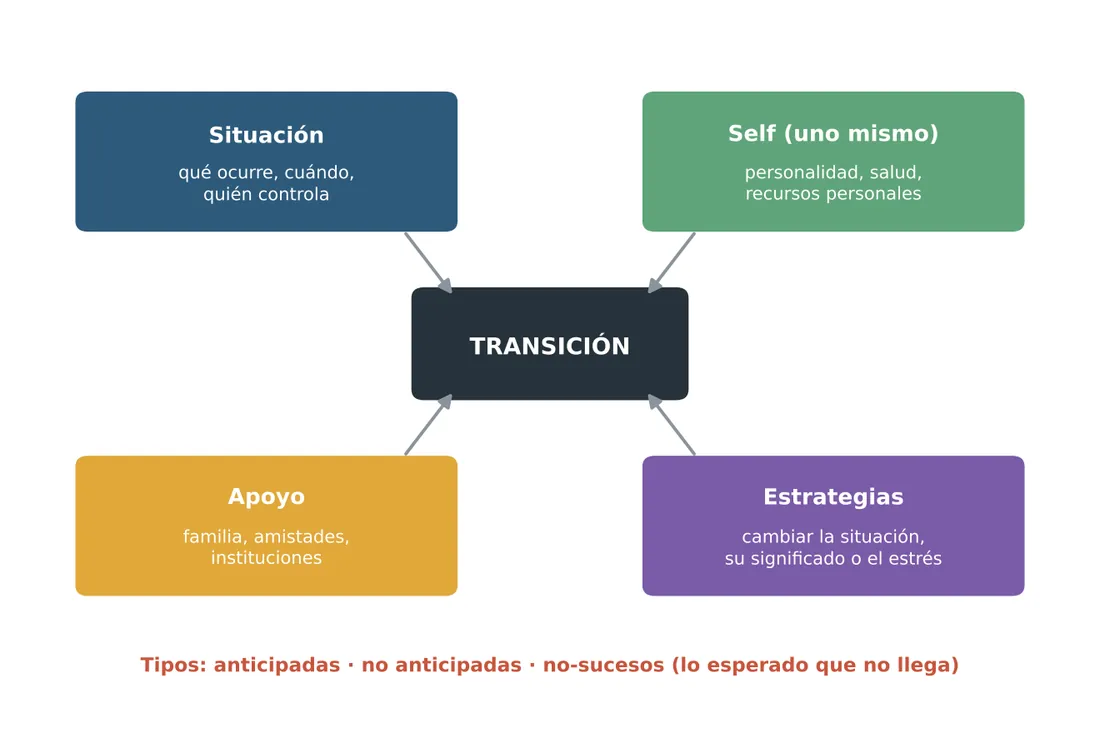 Situación
qué ocurre, cuándo,
quién controla
Self (uno mismo)
personalidad, salud,
recursos personales
TRANSICIÓN
Apoyo
familia, amistades,
instituciones
Estrategias
cambiar la situación,
su significado o el estrés
Tipos: anticipadas · no anticipadas · no-sucesos (lo esperado que no llega)